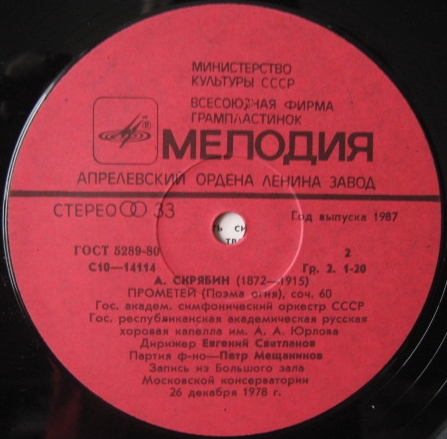 МИНИСТЕРСТВО
КУЛЬТУРЫ СССР
ВСЕСОЮЗНАЯ ФИРМА
ГРАМПЛАСТИНОК
МЕЛОДИЯ
АПРЕЛЕВСКИЙ ОРДЕНА ЛЕНИНА ЗАВОД
СТЕРЕО 33 Год выпуска 1987
ГОСТ 5289-80 2
С10—14114 Гр. 2. 1-20
А. СКРЯБИН (1872—1915)
ПРОМЕТЕЙ (Поэма огня), соч. 60
Гос. академ. симфонический оркестр СССР
Гос. республиканская академическая русская
хоровая капелла им. А. А. Юрлова
Дирижер Евгений Светланов
Партия ф-но—Петр Мещанинов
Запись из Большого зала
Московской консерватории
26 декабря 1978 г.